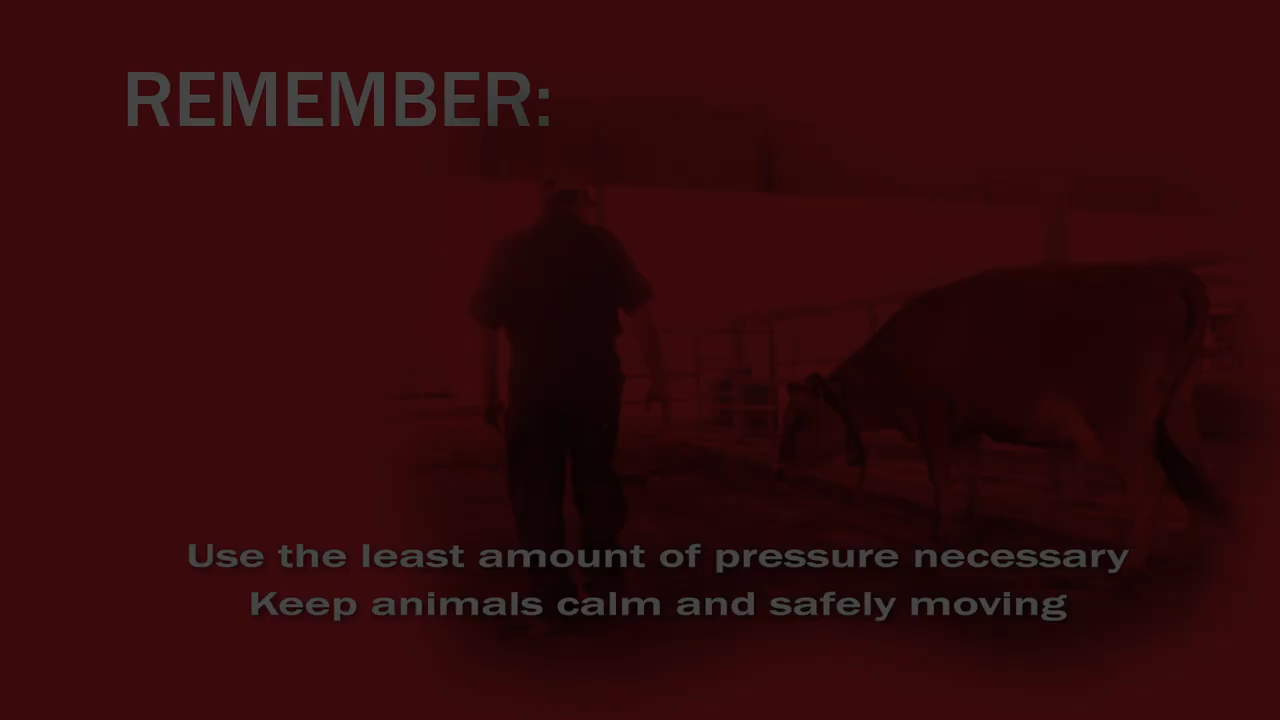 REMEMBER:
Use the least amount of pressure necessary
Keep animals calm and safely moving